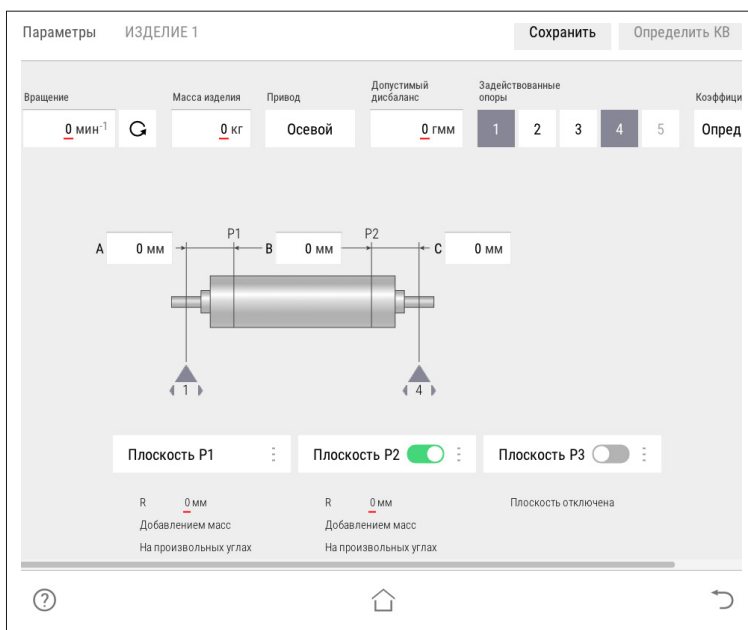 Параметры ИЗДЕЛИЕ 1 Сохранить Определить КВ
Вращение Масса изделия Привод Допустимый дисбаланс Задействованные опоры Коэффици
0 мин⁻¹ 0 кг Осевой 0 гмм 1 2 3 4 5 Опред
P1 P2
A 0 мм B 0 мм C 0 мм
1 4
Плоскость P1 Плоскость P2 Плоскость P3
R 0 мм R 0 мм Плоскость отключена
Добавлением масс Добавлением масс
На произвольных углах На произвольных углах
?